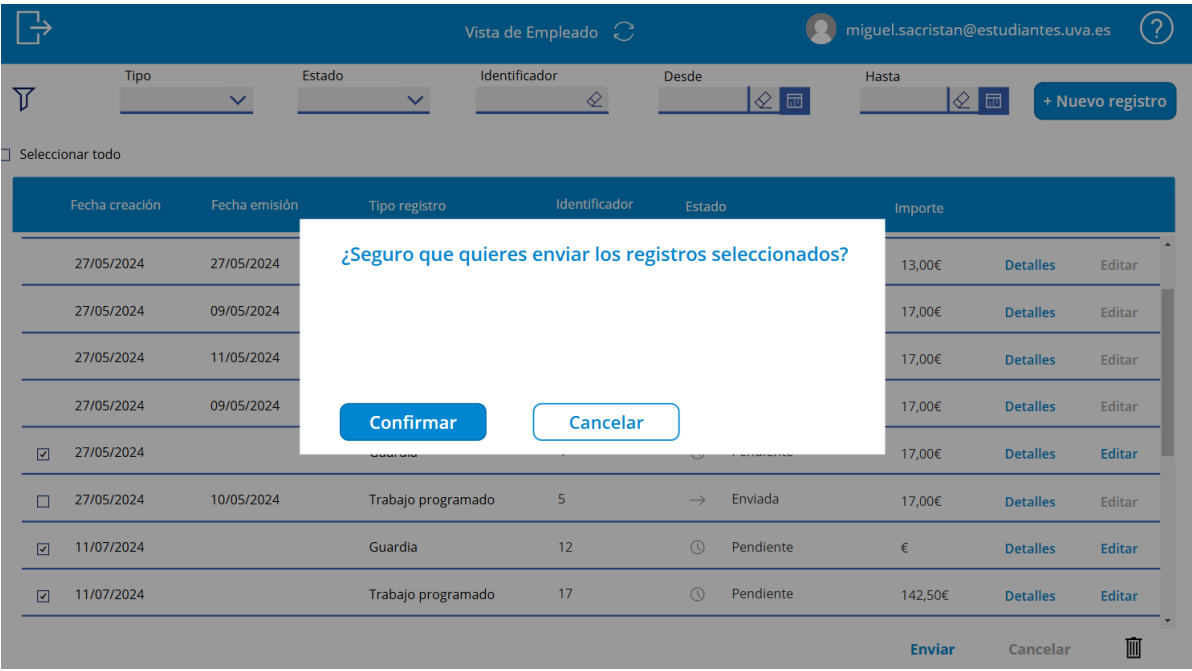 Vista de Empleado miguel.sacristan@estudiantes.uva.es ?
Tipo Estado Identificador Desde Hasta
+ Nuevo registro
Seleccionar todo
Fecha creación Fecha emisión Tipo registro Identificador Estado Importe
¿Seguro que quieres enviar los registros seleccionados?
Confirmar Cancelar
27/05/2024 27/05/2024 13,00€ Detalles Editar
27/05/2024 09/05/2024 17,00€ Detalles Editar
27/05/2024 11/05/2024 17,00€ Detalles Editar
27/05/2024 09/05/2024 17,00€ Detalles Editar
27/05/2024 Guardia Pendiente 17,00€ Detalles Editar
27/05/2024 10/05/2024 Trabajo programado 5 Enviada 17,00€ Detalles Editar
11/07/2024 Guardia 12 Pendiente € Detalles Editar
11/07/2024 Trabajo programado 17 Pendiente 142,50€ Detalles Editar
Enviar Cancelar